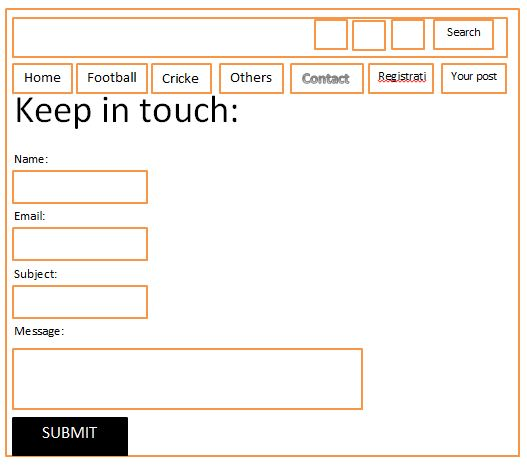 Search
Home Football Cricke Others Contact Registrati Your post
Keep in touch:
Name:
Email:
Subject:
Message:
SUBMIT